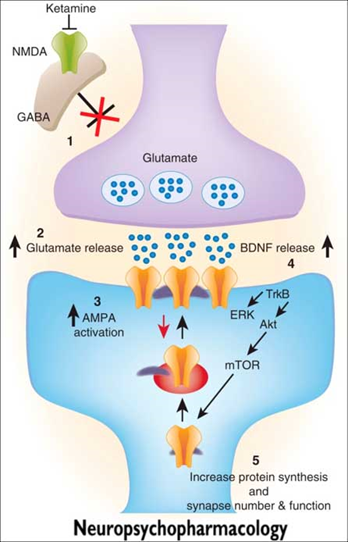 Ketamine
NMDA
GABA
1
Glutamate
2
Glutamate release
BDNF release
4
3
AMPA
activation
TrkB
ERK
Akt
mTOR
5
Increase protein synthesis
and
synapse number & function
Neuropsychopharmacology